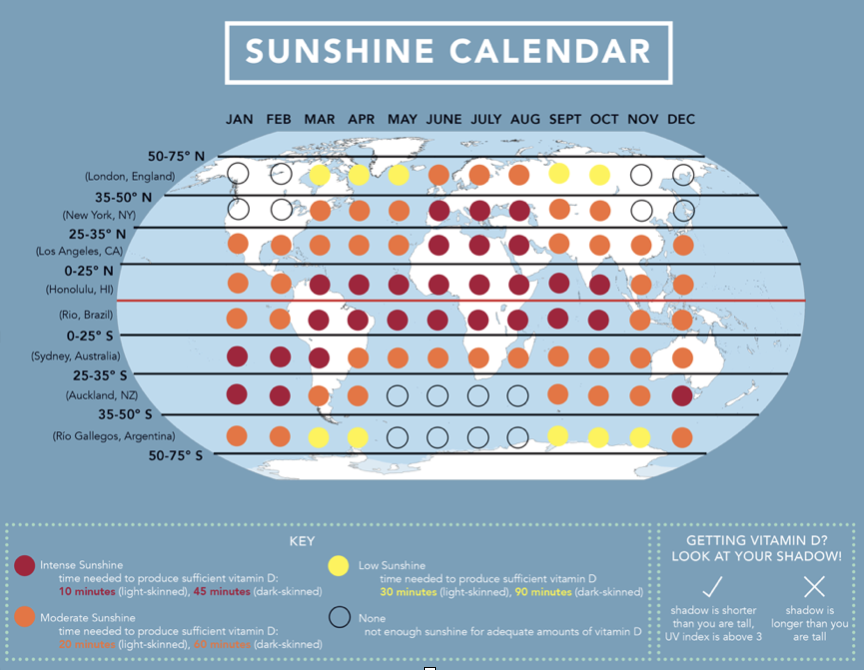 SUNSHINE CALENDAR
JAN FEB MAR APR MAY JUNE JULY AUG SEPT OCT NOV DEC
50-75° N
(London, England)
35-50° N
(New York, NY)
25-35° N
(Los Angeles, CA)
0-25° N
(Honolulu, HI)
(Rio, Brazil)
0-25° S
(Sydney, Australia)
25-35° S
(Auckland, NZ)
35-50° S
(Río Gallegos, Argentina)
50-75° S
KEY
Intense Sunshine
time needed to produce sufficient vitamin D:
10 minutes (light-skinned), 45 minutes (dark-skinned)
Moderate Sunshine
time needed to produce sufficient vitamin D:
minutes (light-skinned), minutes (dark-skinned)
Low Sunshine
time needed to produce sufficient vitamin D
30 minutes (light-skinned), 90 minutes (dark-skinned)
None
not enough sunshine for adequate amounts of vitamin D
GETTING VITAMIN D?
LOOK AT YOUR SHADOW!
shadow is shorter
than you are tall,
UV index is above 3
shadow is
longer than you
are tall